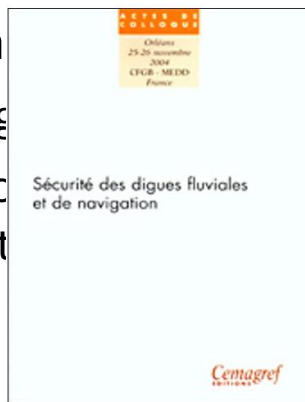 ACTES DE
COLLOQUE
Orléans
25-26 novembre
2004
CFGB - MEDD
France
Sécurité des digues fluviales
et de navigation
Cemagref
EDITIONS